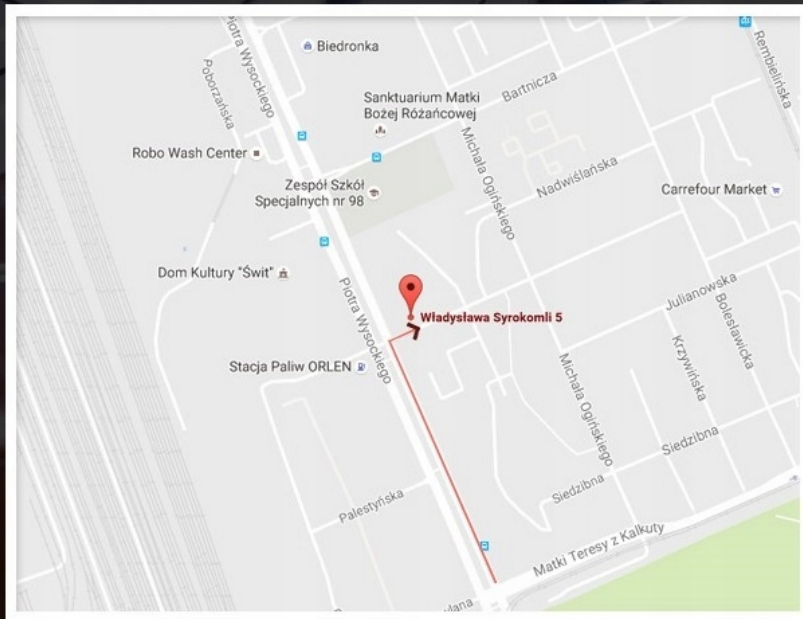 Piotra Wysockiego
Biedronka
Rembielińska
Poborzańska
Bartnicza
Sanktuarium Matki
Bożej Różańcowej
Robo Wash Center
Michała Ogińskiego
Nadwiślańska
Zespół Szkół
Specjalnych nr 98
Carrefour Market
Dom Kultury "Świt"
Piotra Wysockiego
Julianowska
Bolesławicka
Władysława Syrokomli 5
Krzywińska
Stacja Paliw ORLEN
Michała Ogińskiego
Siedzibna
Siedzibna
Palestyńska
Matki Teresy z Kalkuty